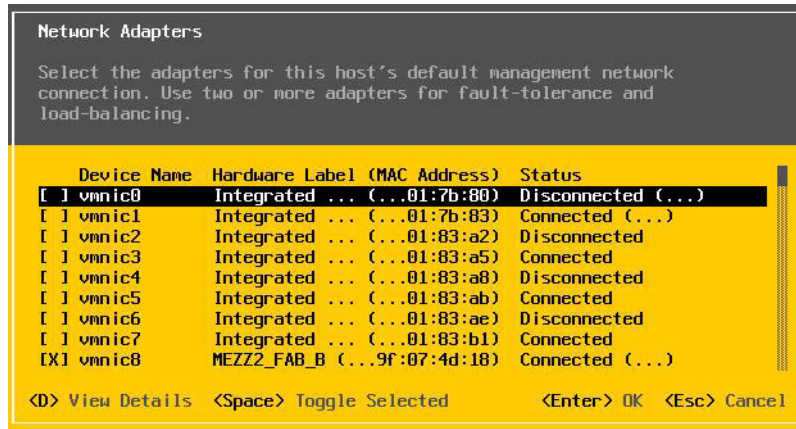 Network Adapters
Select the adapters for this host's default management network
connection. Use two or more adapters for fault-tolerance and
load-balancing.
Device Name Hardware Label (MAC Address) Status
[ ] vmnic0 Integrated ... (...01:7b:80) Disconnected (...)
[ ] vmnic1 Integrated ... (...01:7b:83) Connected (...)
[ ] vmnic2 Integrated ... (...01:83:a2) Disconnected
[ ] vmnic3 Integrated ... (...01:83:a5) Connected
[ ] vmnic4 Integrated ... (...01:83:a8) Disconnected
[ ] vmnic5 Integrated ... (...01:83:ab) Connected
[ ] vmnic6 Integrated ... (...01:83:ae) Disconnected
[ ] vmnic7 Integrated ... (...01:83:b1) Connected
[X] vmnic8 MEZZ2_FAB_B (...9f:07:4d:18) Connected (...)
<D> View Details <Space> Toggle Selected <Enter> OK <Esc> Cancel